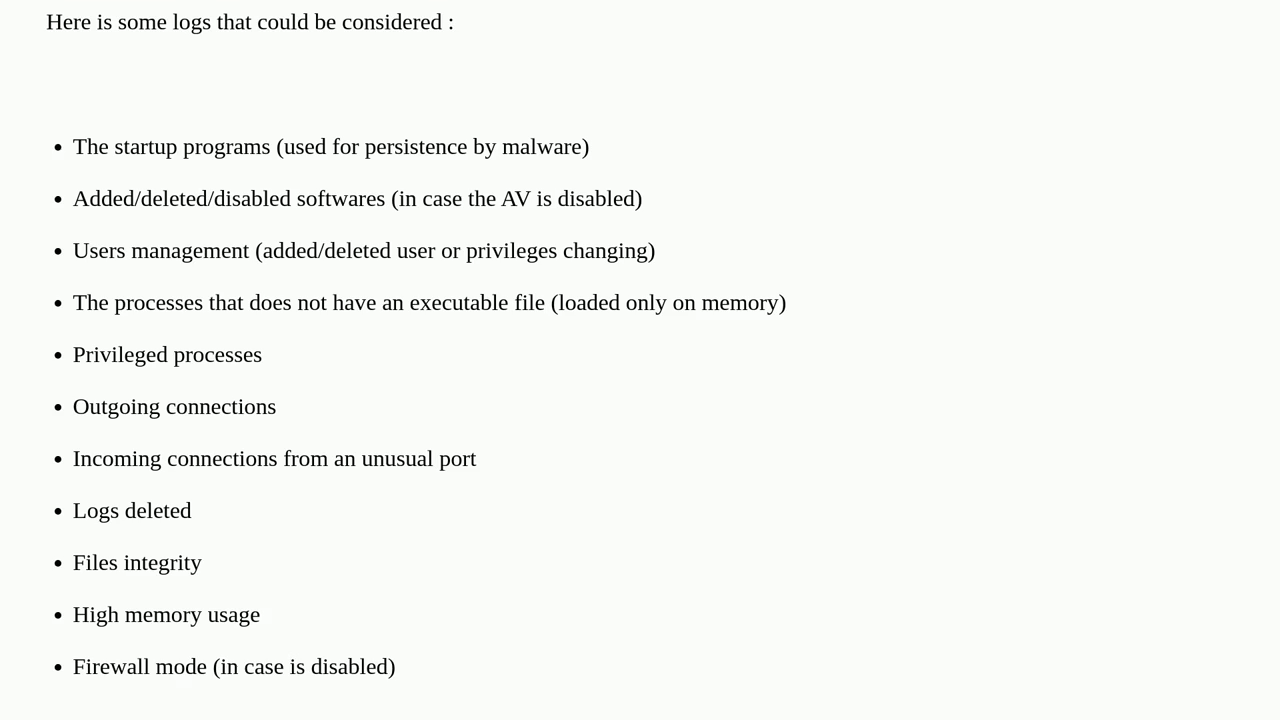 Here is some logs that could be considered :
• The startup programs (used for persistence by malware)
• Added/deleted/disabled softwares (in case the AV is disabled)
• Users management (added/deleted user or privileges changing)
• The processes that does not have an executable file (loaded only on memory)
• Privileged processes
• Outgoing connections
• Incoming connections from an unusual port
• Logs deleted
• Files integrity
• High memory usage
• Firewall mode (in case is disabled)